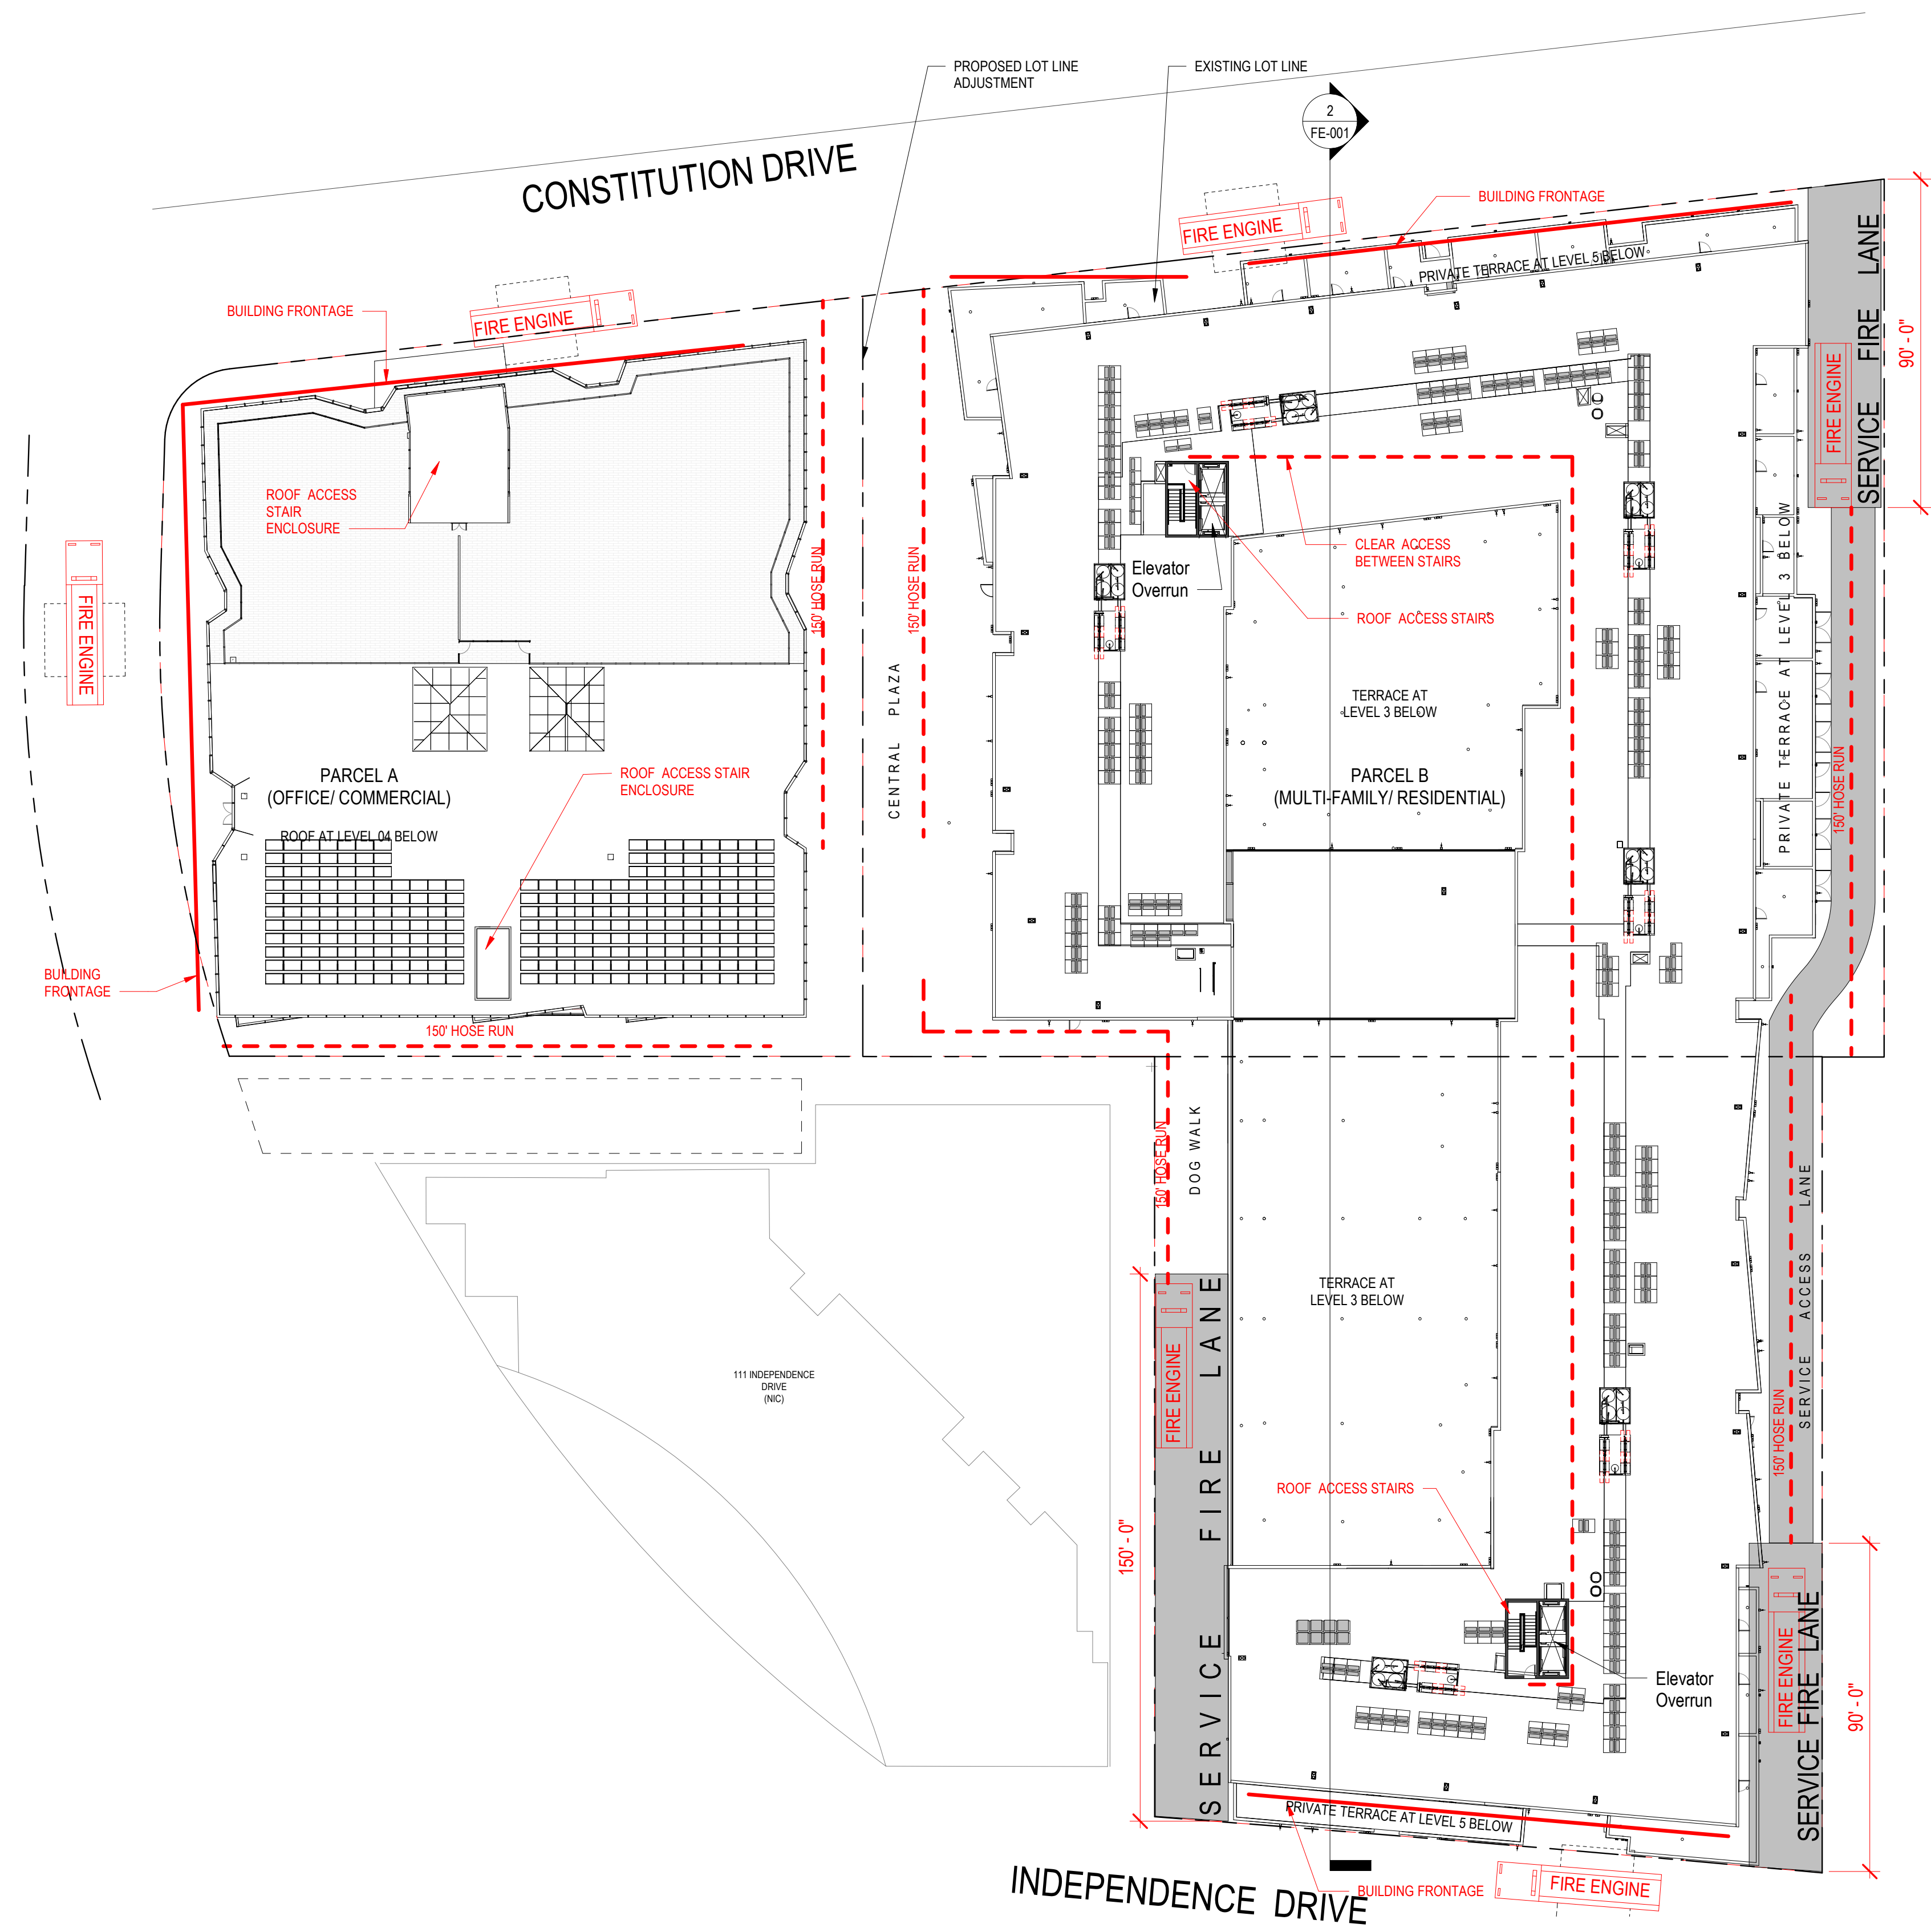 PROPOSED LOT LINE
ADJUSTMENT
EXISTING LOT LINE
2
FE-001
CONSTITUTION DRIVE
BUILDING FRONTAGE
FIRE ENGINE
PRIVATE TERRACE AT LEVEL 5 BELOW
SERVICE FIRE LANE
90' - 0"
BUILDING FRONTAGE
FIRE ENGINE
FIRE ENGINE
ROOF ACCESS
STAIR
ENCLOSURE
150' HOSE RUN
150' HOSE RUN
CLEAR ACCESS
BETWEEN STAIRS
Elevator
Overrun
ROOF ACCESS STAIRS
FIRE ENGINE
PRIVATE TERRACE AT LEVEL 3 BELOW
TERRACE AT
LEVEL 3 BELOW
CENTRAL PLAZA
PARCEL A
(OFFICE/ COMMERCIAL)
ROOF ACCESS STAIR
ENCLOSURE
PARCEL B
(MULTI-FAMILY/ RESIDENTIAL)
150' HOSE RUN
ROOF AT LEVEL 04 BELOW
BUILDING
FRONTAGE
150' HOSE RUN
150' HOSE RUN
DOG WALK
SERVICE ACCESS LANE
TERRACE AT
LEVEL 3 BELOW
111 INDEPENDENCE
DRIVE
(NIC)
FIRE ENGINE
SERVICE FIRE LANE
150' - 0"
150' HOSE RUN
ROOF ACCESS STAIRS
FIRE ENGINE
SERVICE FIRE LANE
90' - 0"
Elevator
Overrun
PRIVATE TERRACE AT LEVEL 5 BELOW
INDEPENDENCE DRIVE
BUILDING FRONTAGE
FIRE ENGINE